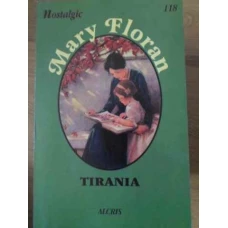 Nostalgic 118
Mary Floran
TIRANIA
ALCRIS